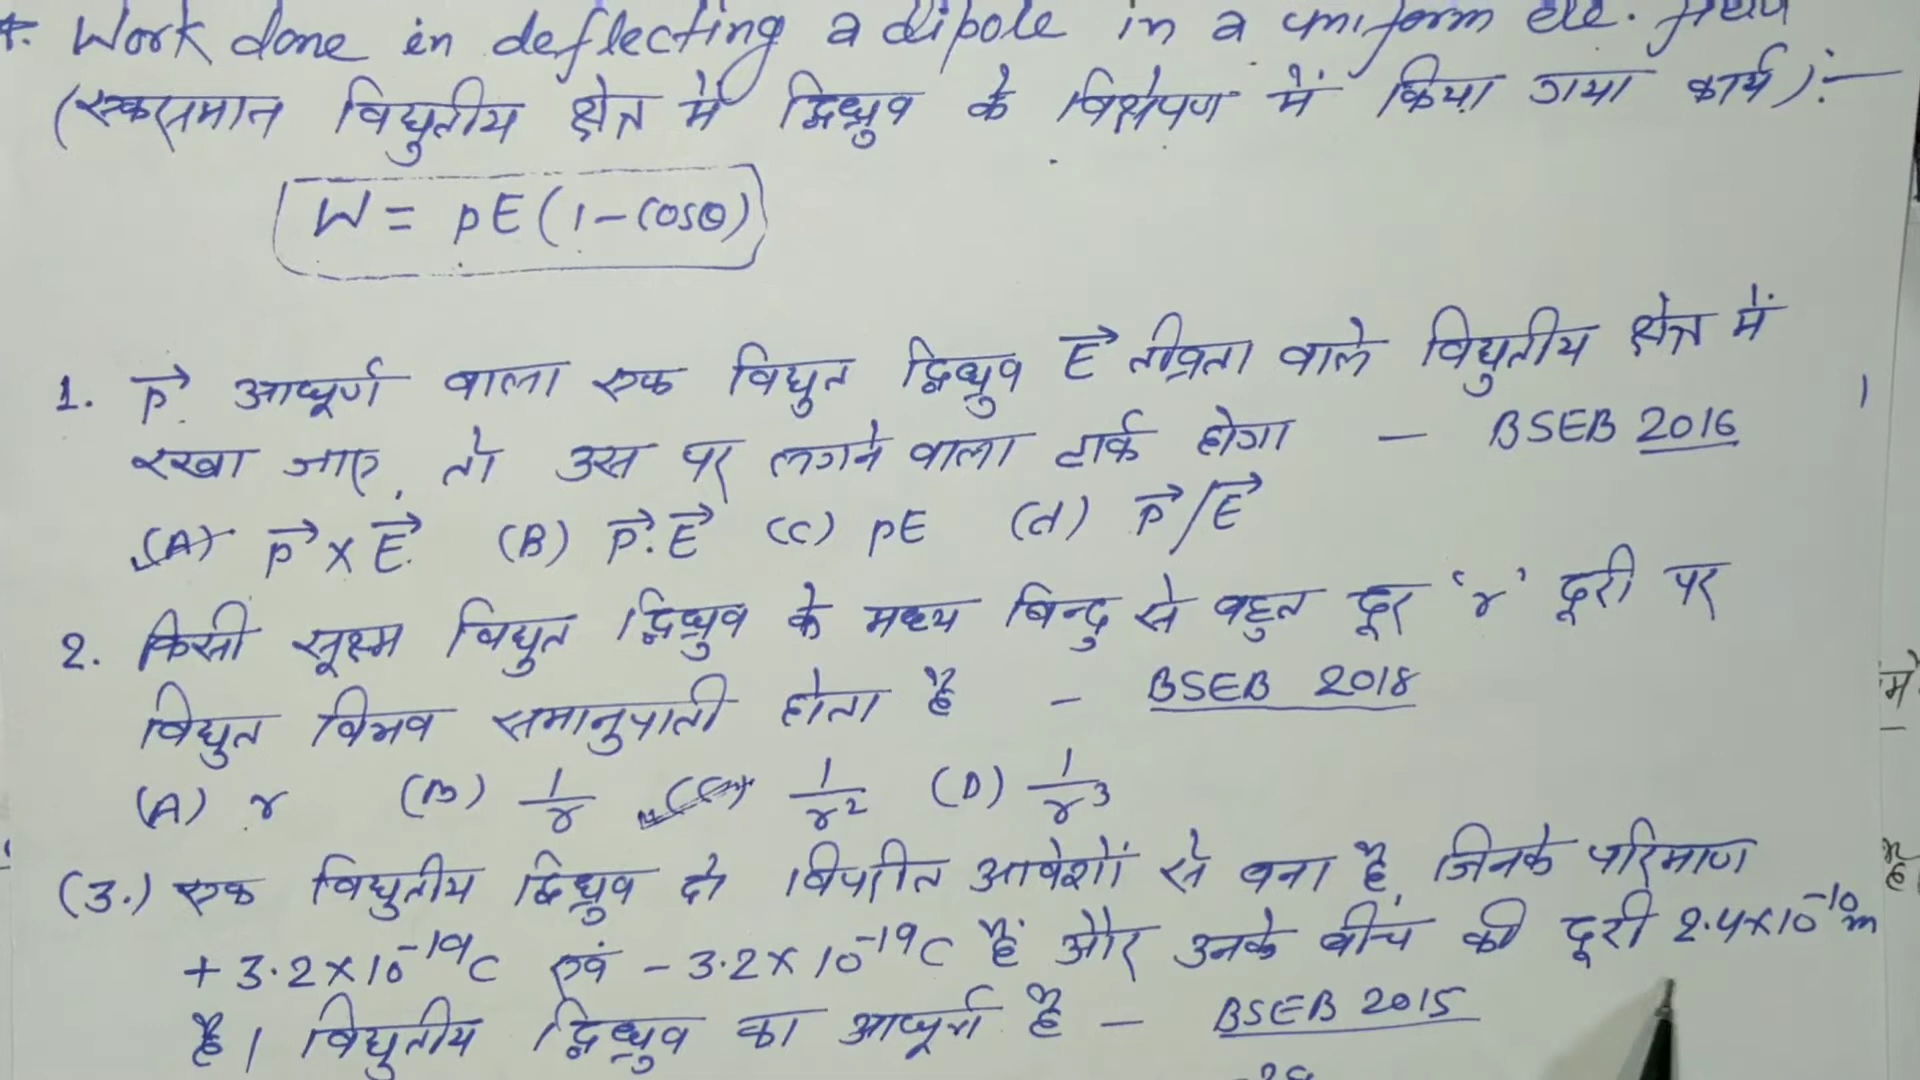 Work done in deflecting a dipole in a uniform ele. field
(एकसमान विद्युतीय क्षेत्र में द्विध्रुव के विक्षेपण में किया गया कार्य):—
W = pE(1-cosθ)
1. p⃗ आघूर्ण वाला एक विद्युत द्विध्रुव E⃗ तीव्रता वाले विद्युतीय क्षेत्र में
रखा जाए, तो उस पर लगने वाला टार्क होगा — BSEB 2016
(A) p⃗ × E⃗ (B) p⃗.E⃗ (C) pE (d) p⃗/E⃗
2. किसी सूक्ष्म विद्युत द्विध्रुव के मध्य बिन्दु से बहुत दूर 'r' दूरी पर
विद्युत विभव समानुपाती होता है - BSEB 2018
(A) r (B) 1/r (C) 1/r² (D) 1/r³
(3.) एक विद्युतीय द्विध्रुव दो विपरीत आवेशों से बना है, जिनके परिमाण
+3.2×10⁻¹⁹C एवं -3.2×10⁻¹⁹C हैं और उनके बीच की दूरी 2.4×10⁻¹⁰m
है। विद्युतीय द्विध्रुव का आघूर्ण है — BSEB 2015